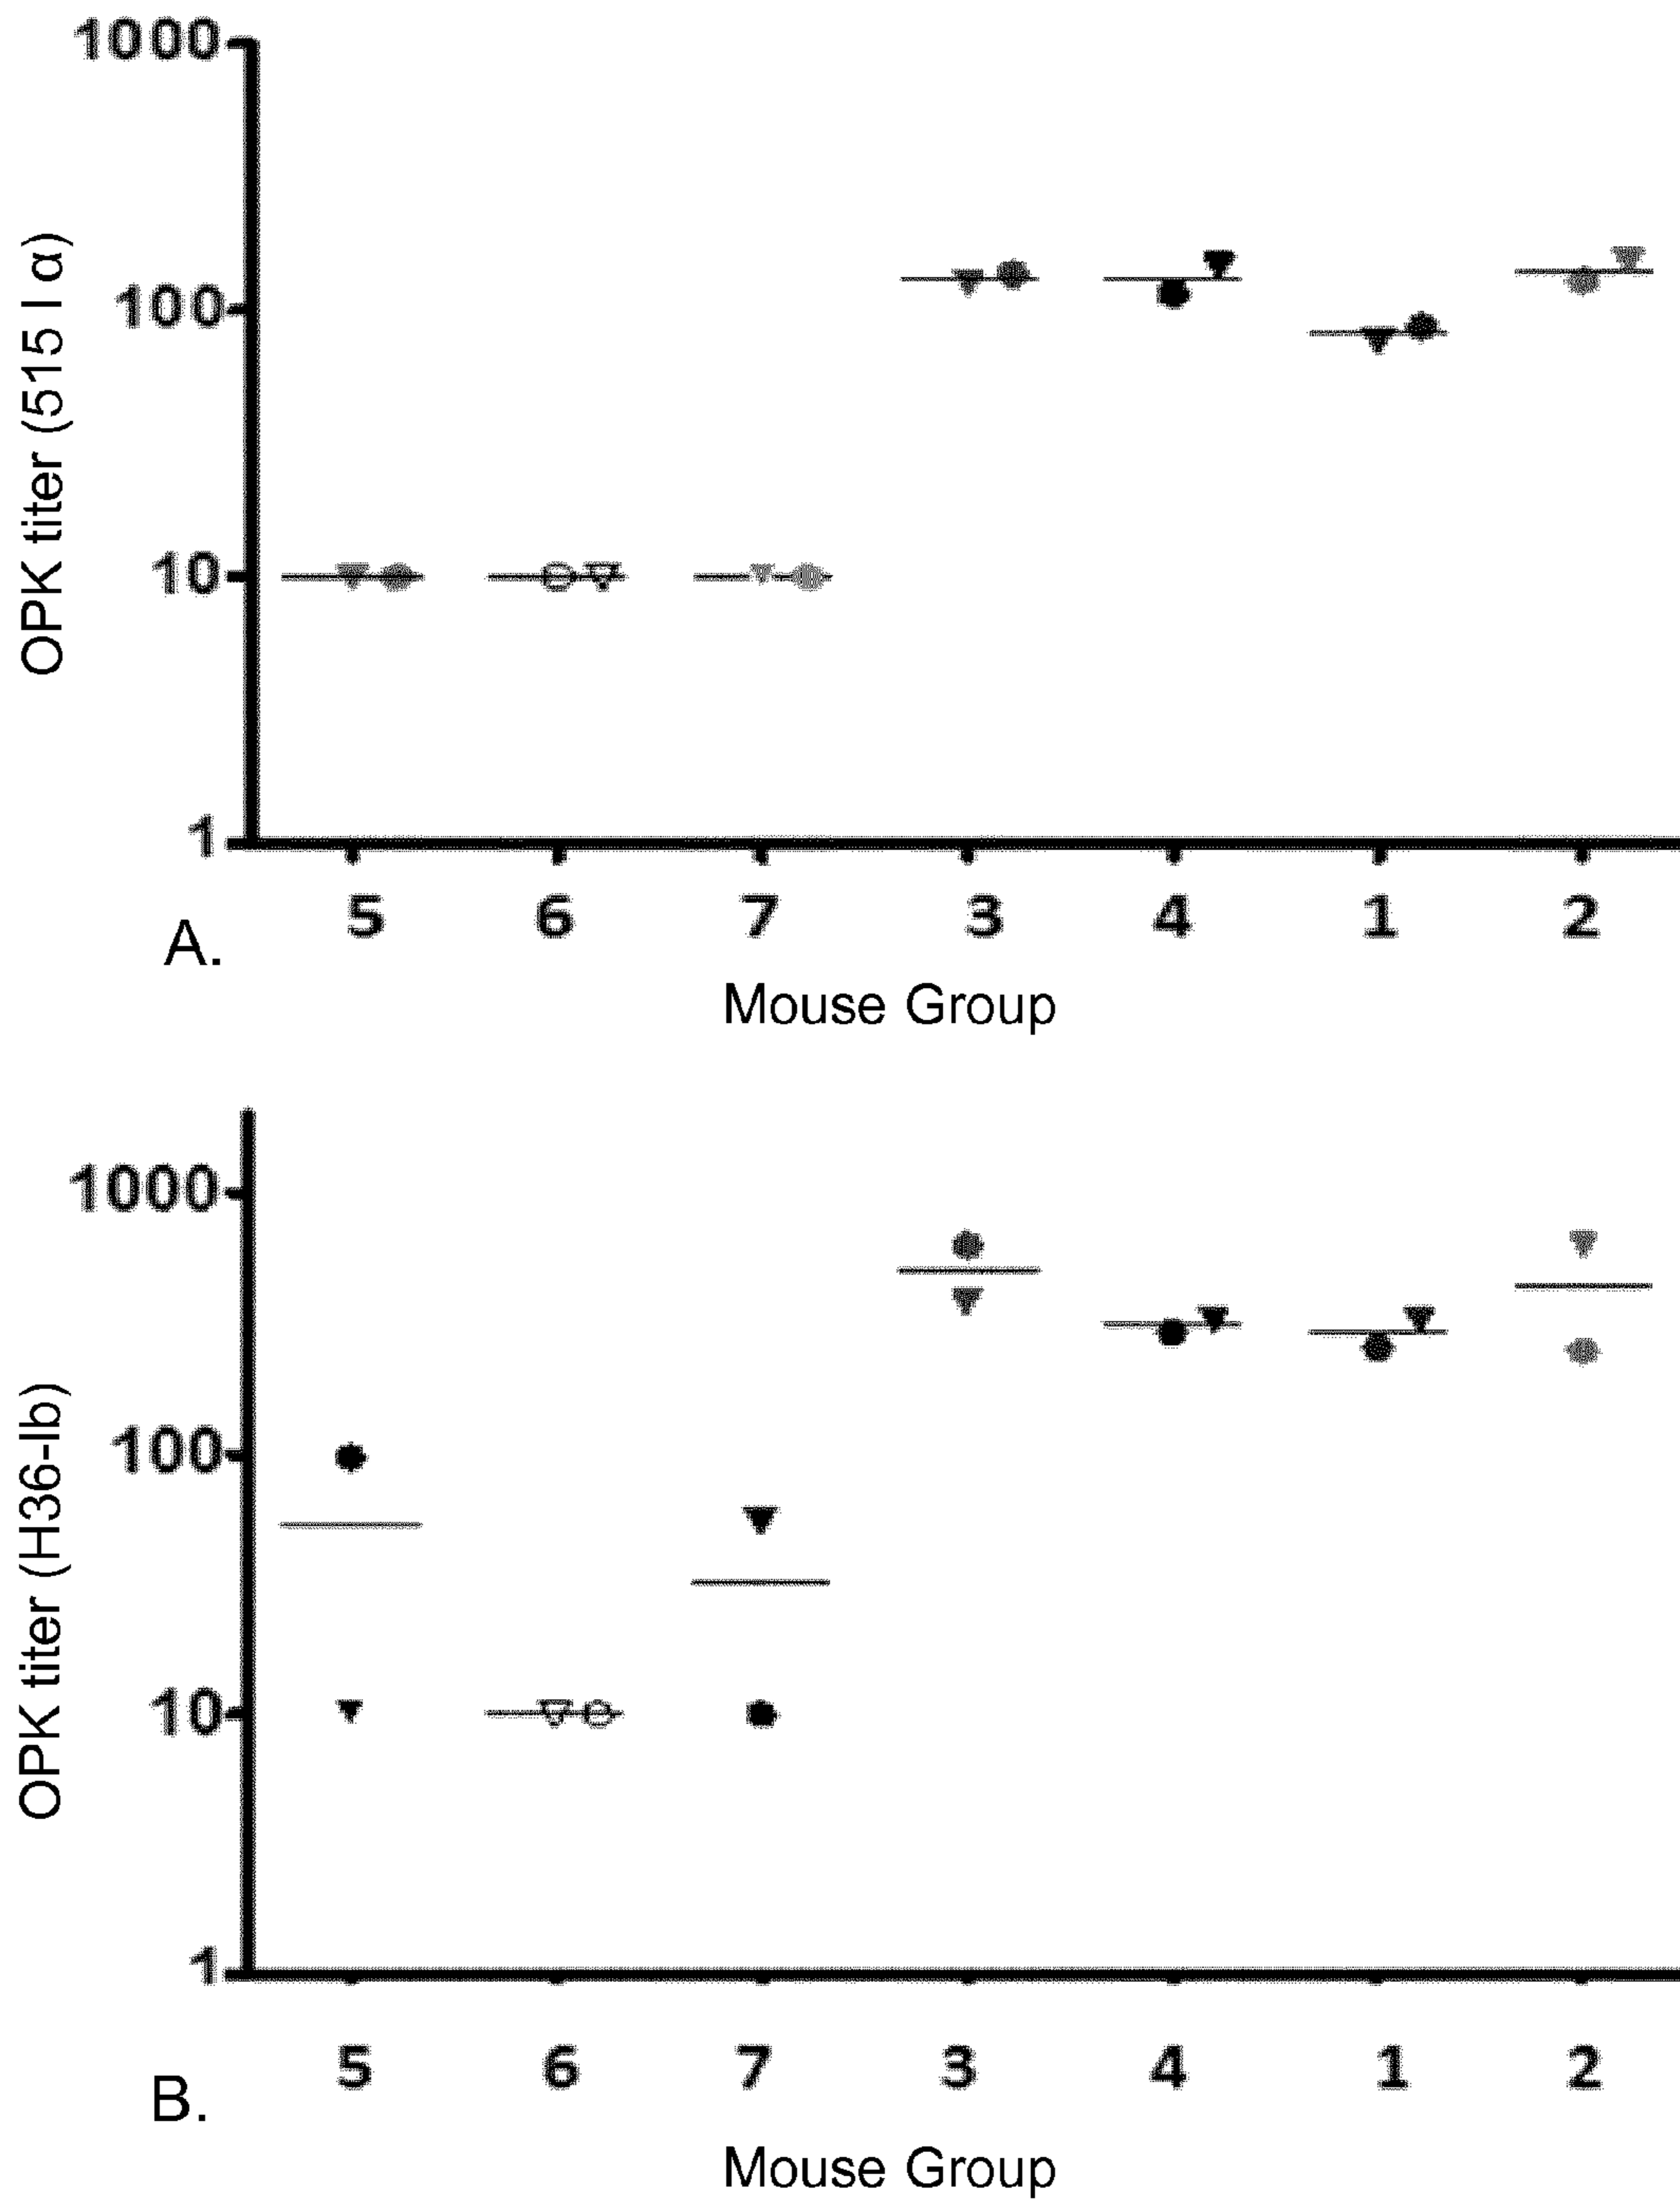 1000
100
10
1
OPK titer (515 I α)
5 6 7 3 4 1 2
A.
Mouse Group
1000
100
10
1
OPK titer (H36-Ib)
5 6 7 3 4 1 2
B.
Mouse Group